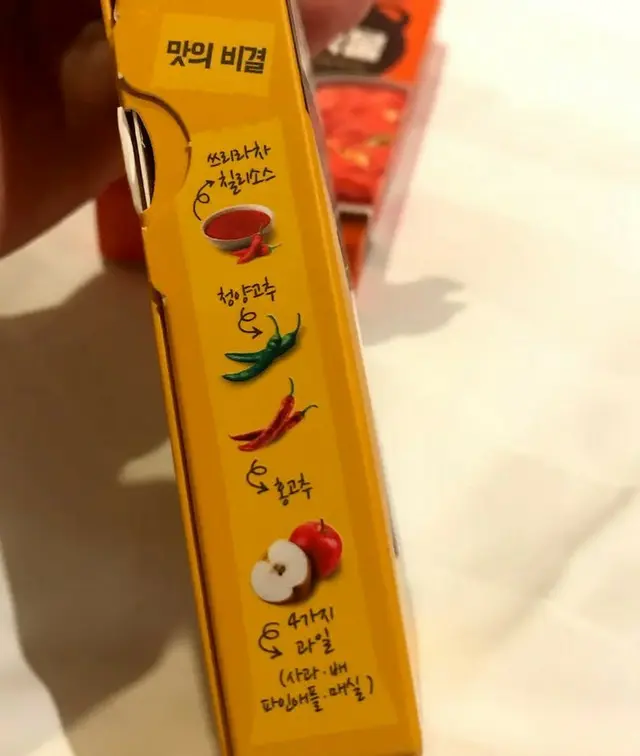 맛의 비결
쓰리라차
칠리소스
청양고추
홍고추
4가지
과일
(사과·배
파인애플·매실)